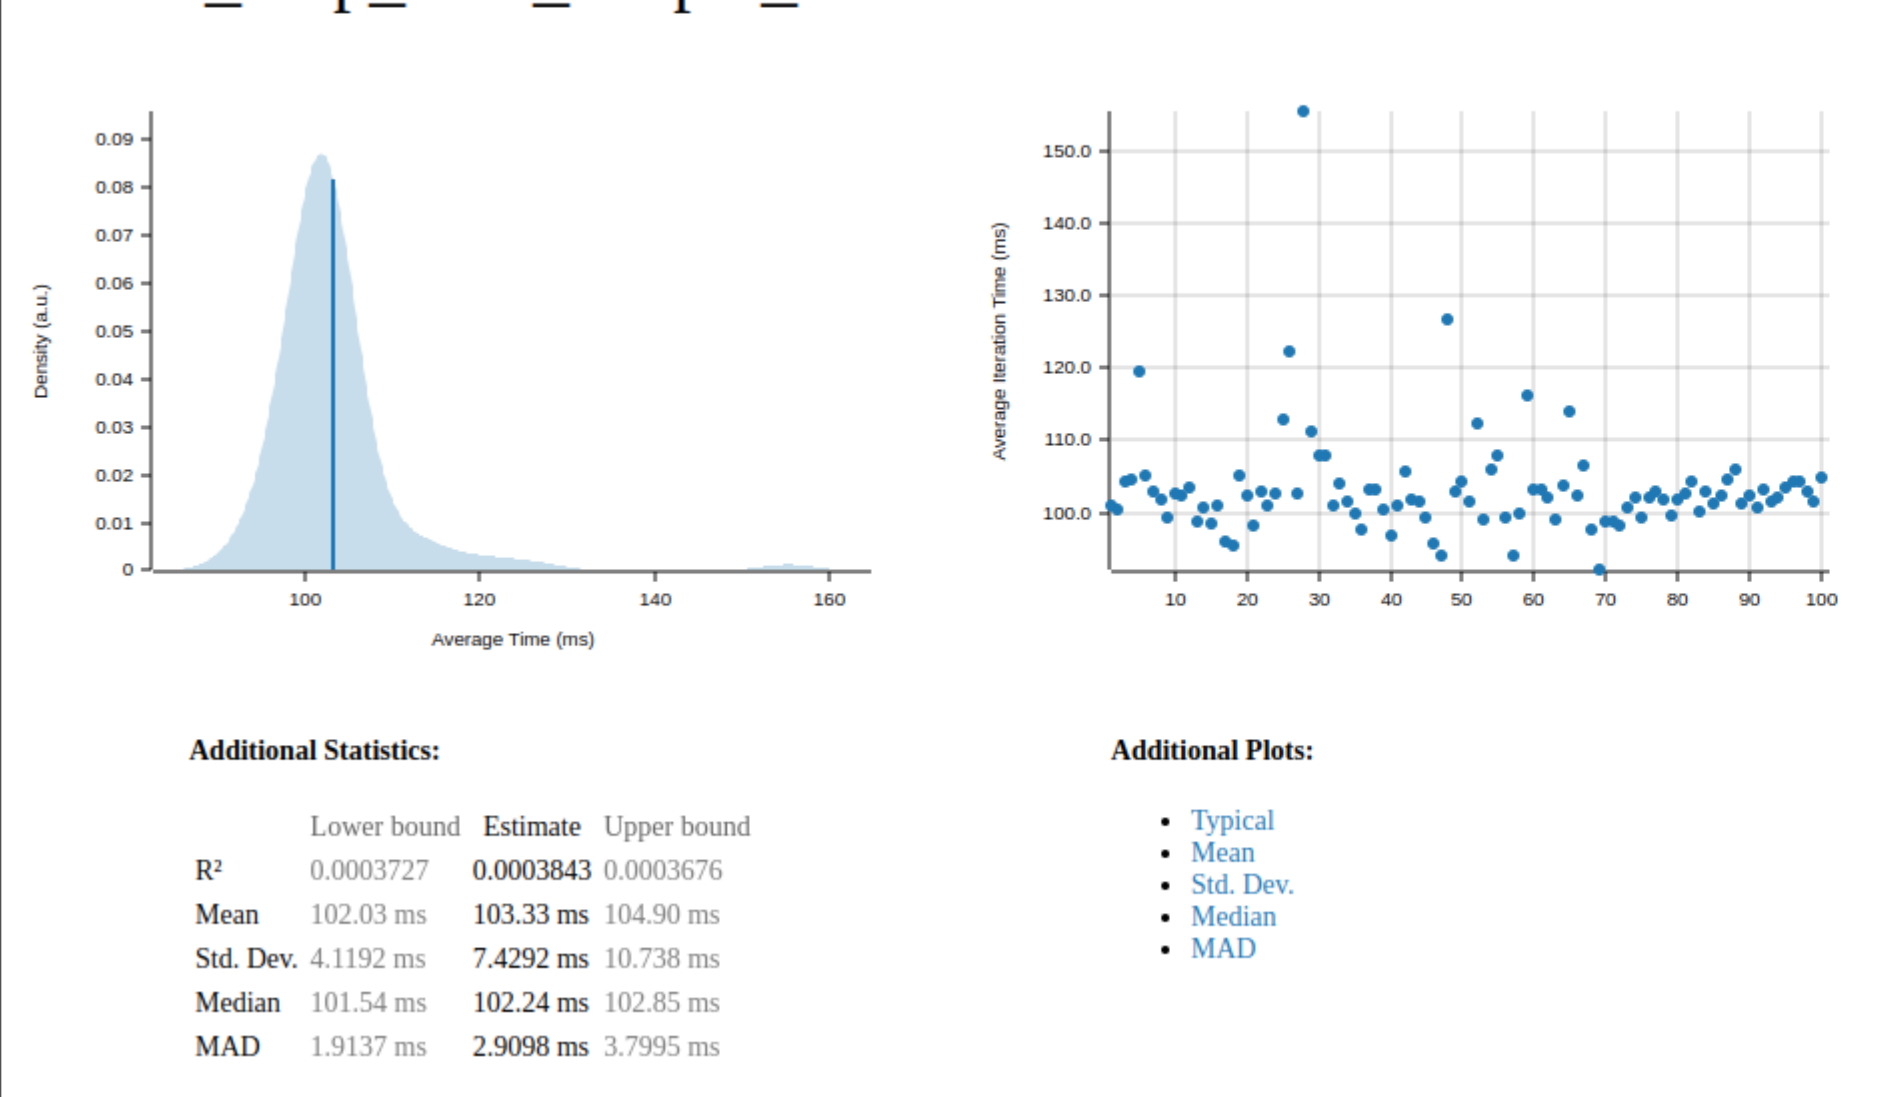 0.09
0.08
0.07
0.06
0.05
0.04
0.03
0.02
0.01
0
Density (a.u.)
100 120 140 160
Average Time (ms)
150.0
140.0
130.0
120.0
110.0
100.0
Average Iteration Time (ms)
10 20 30 40 50 60 70 80 90 100
Additional Statistics:
Lower bound Estimate Upper bound
R² 0.0003727 0.0003843 0.0003676
Mean 102.03 ms 103.33 ms 104.90 ms
Std. Dev. 4.1192 ms 7.4292 ms 10.738 ms
Median 101.54 ms 102.24 ms 102.85 ms
MAD 1.9137 ms 2.9098 ms 3.7995 ms
Additional Plots:
Typical
Mean
Std. Dev.
Median
MAD